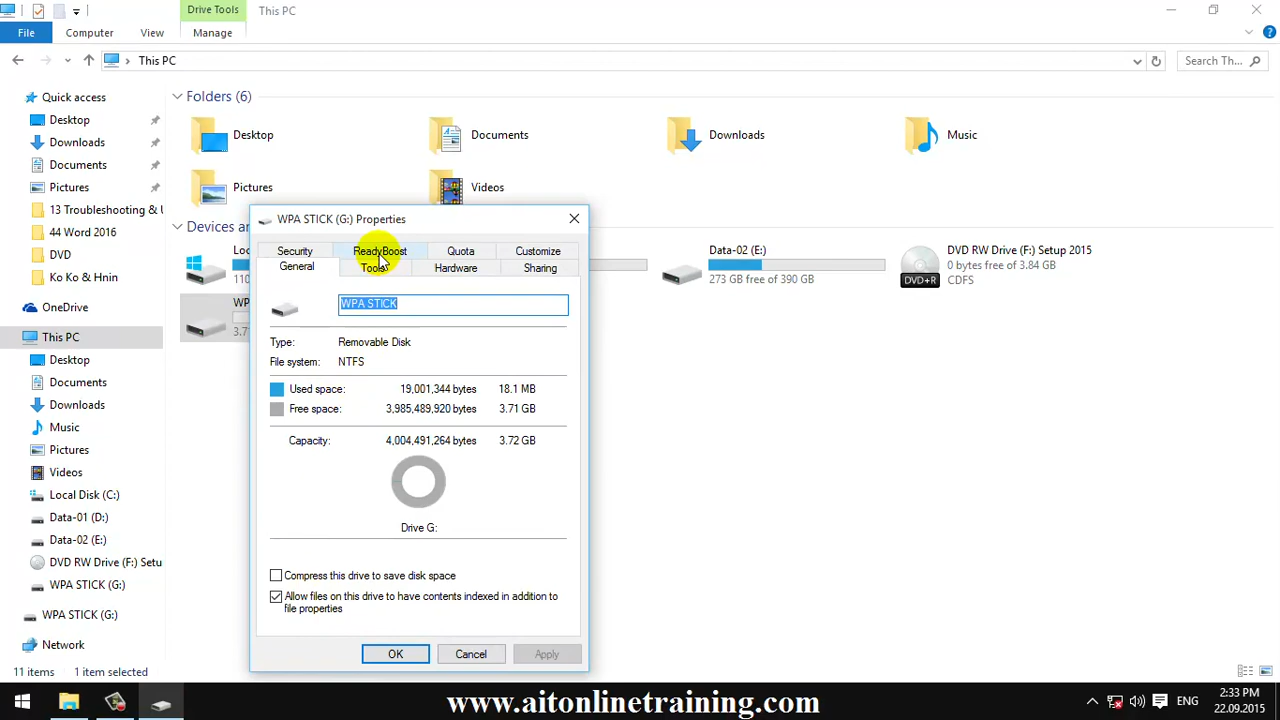 Drive Tools
This PC
File
Computer
View
Manage
This PC
Search Th...
Quick access
Desktop
Downloads
Documents
Pictures
13 Troubleshooting & U
44 Word 2016
DVD
Ko Ko & Hnin
OneDrive
This PC
Desktop
Documents
Downloads
Music
Pictures
Videos
Local Disk (C:)
Data-01 (D:)
Data-02 (E:)
DVD RW Drive (F:) Setu
WPA STICK (G:)
WPA STICK (G:)
Network
Folders (6)
Desktop
Documents
Downloads
Music
Pictures
Videos
Devices an
Loc
Data-02 (E:)
273 GB free of 390 GB
DVD RW Drive (F:) Setup 2015
0 bytes free of 3.84 GB
CDFS
DVD+R
WP
3.7
WPA STICK (G:) Properties
Security
ReadyBoost
Quota
Customize
General
Tools
Hardware
Sharing
WPA STICK
Type: Removable Disk
File system: NTFS
Used space: 19,001,344 bytes 18.1 MB
Free space: 3,985,489,920 bytes 3.71 GB
Capacity: 4,004,491,264 bytes 3.72 GB
Drive G:
Compress this drive to save disk space
Allow files on this drive to have contents indexed in addition to
file properties
OK
Cancel
Apply
11 items
1 item selected
www.aitonlinetraining.com
ENG
2:33 PM
22.09.2015